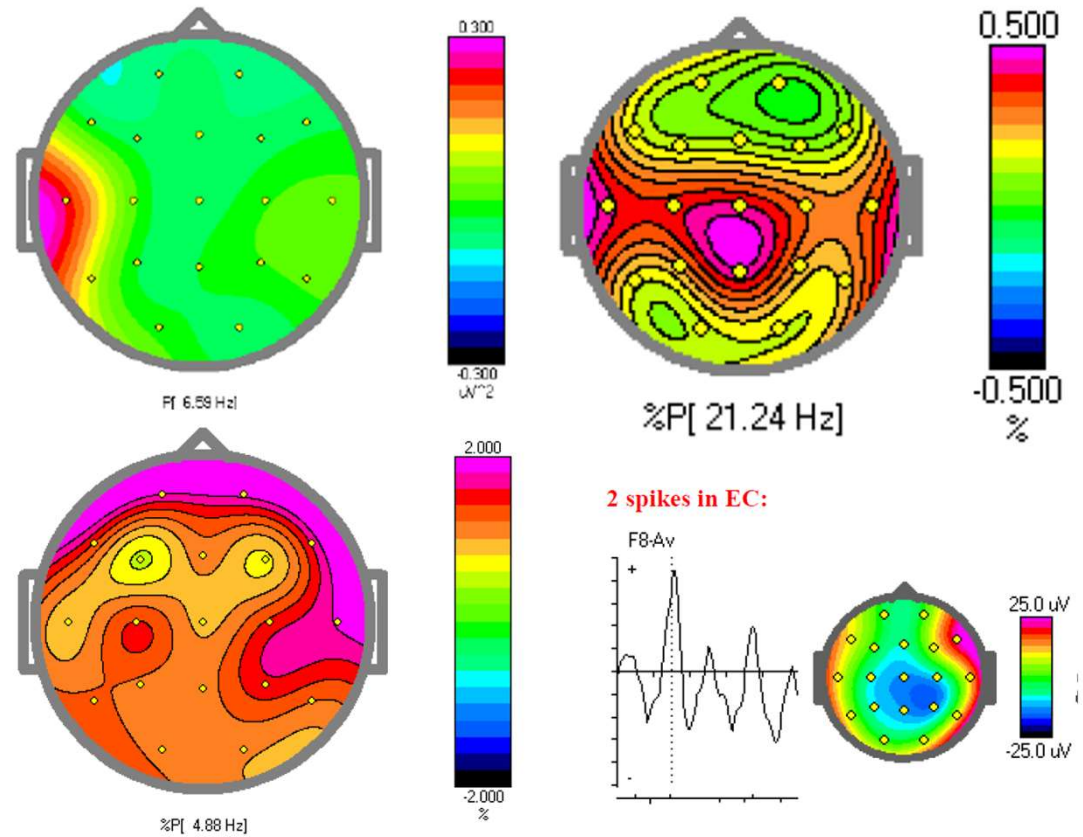 0.300
-0.300
uV^2
P[ 6.59 Hz]
0.500
-0.500
%
%P[ 21.24 Hz]
2.000
-2.000
%
%P[ 4.88 Hz]
2 spikes in EC:
F8-Av
+
-
25.0 uV
-25.0 uV